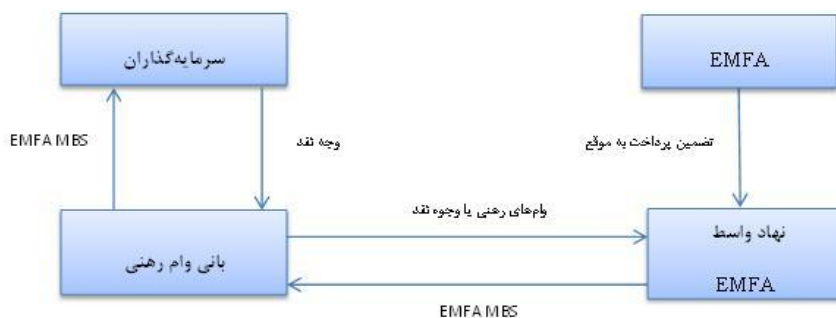 سرمایه‌گذاران
EMFA
EMFA MBS
وجه نقد
تضمین پرداخت به موقع
وام‌های رهنی یا وجوه نقد
بانی وام رهنی
نهاد واسط
EMFA
EMFA MBS